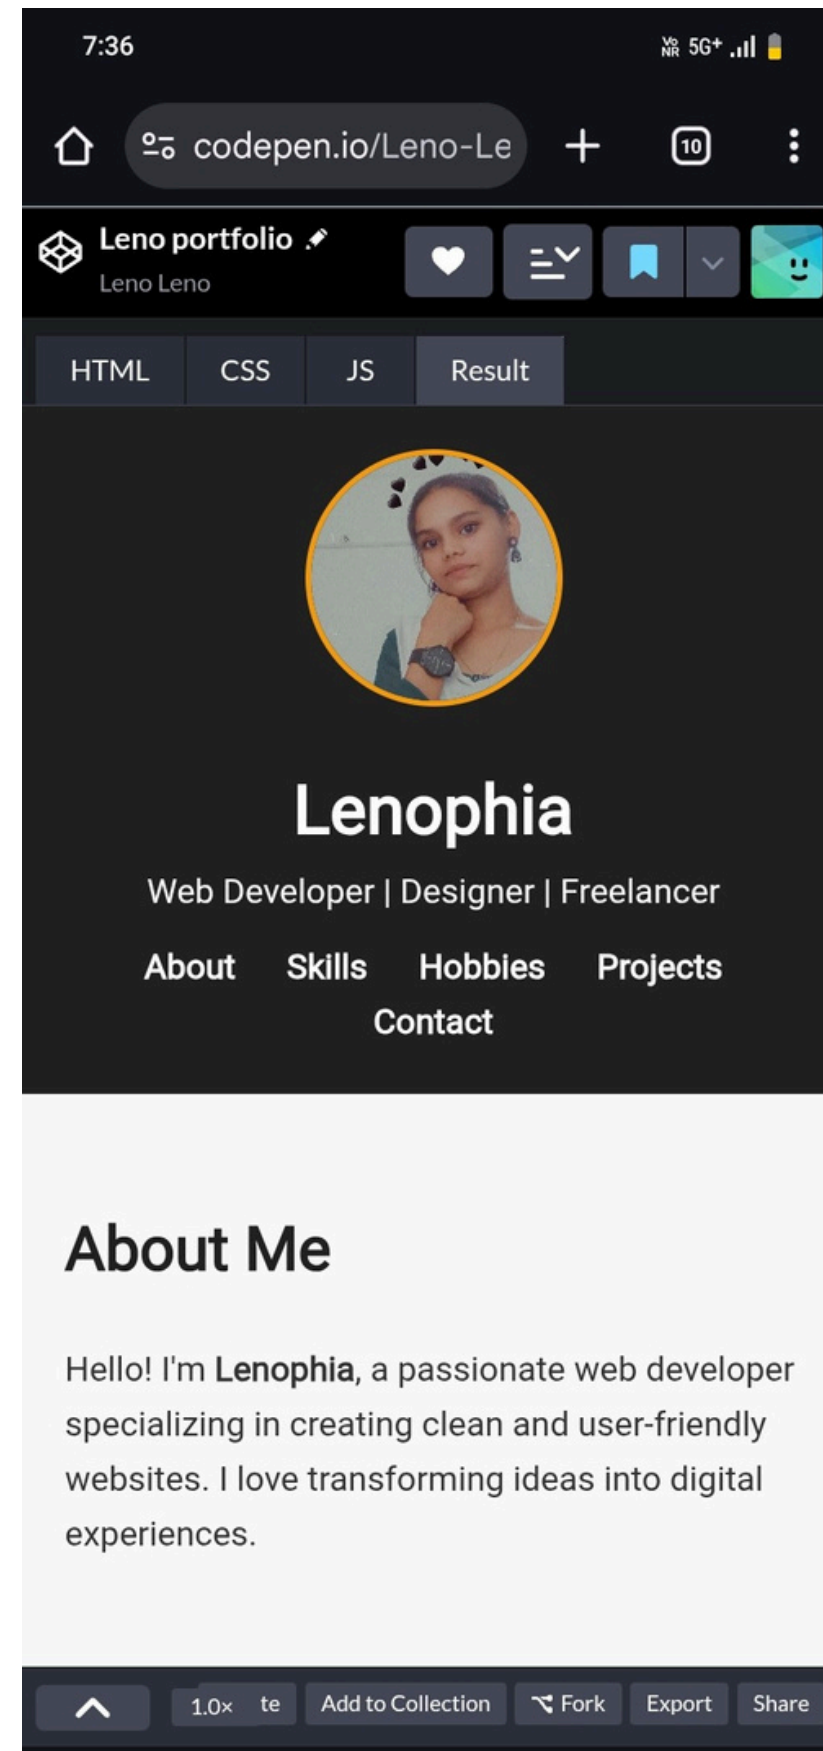 7:36
Vo NR 5G+
codepen.io/Leno-Le
10
Leno portfolio
Leno Leno
HTML CSS JS Result
Lenophia
Web Developer | Designer | Freelancer
About Skills Hobbies Projects
Contact
About Me
Hello! I'm Lenophia, a passionate web developer
specializing in creating clean and user-friendly
websites. I love transforming ideas into digital
experiences.
1.0× te Add to Collection Fork Export Share